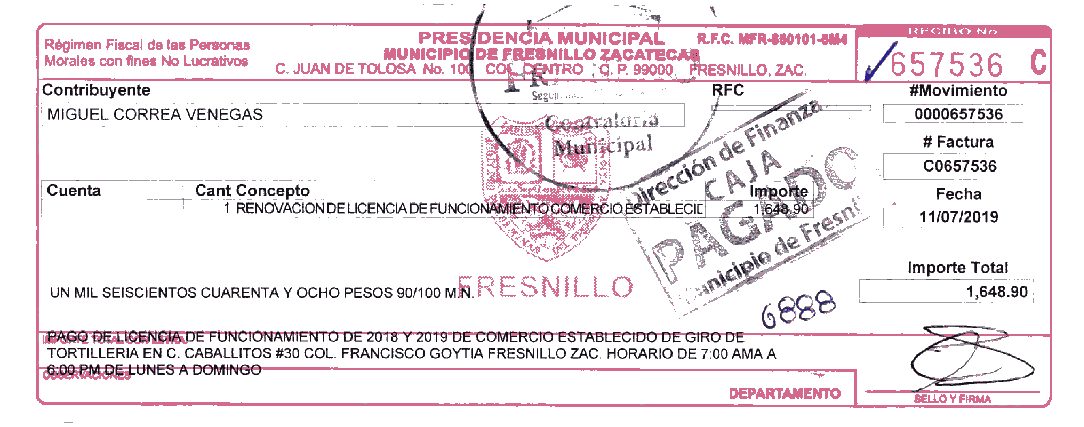 Régimen Fiscal de las Personas
Morales con fines No Lucrativos
PRESIDENCIA MUNICIPAL
R.F.C. MFR-850101-5M4
MUNICIPIO DE FRESNILLO ZACATECAS
C. JUAN DE TOLOSA No. 100 COL. CENTRO C. P. 99000. FRESNILLO, ZAC.
RECIBO No
657536 C
Contribuyente
MIGUEL CORREA VENEGAS
RFC
#Movimiento
0000657536
# Factura
C0657536
Fecha
11/07/2019
Contraloría
Municipal
Dirección de Finanza
CAJA
PAGADO
Municipio de Fresni
Cuenta Cant Concepto Importe
1 RENOVACION DE LICENCIA DE FUNCIONAMIENTO COMERCIO ESTABLECIE 1,648.90
FRESNILLO
Importe Total
1,648.90
UN MIL SEISCIENTOS CUARENTA Y OCHO PESOS 90/100 M.N.
6888
PAGO DE LICENCIA DE FUNCIONAMIENTO DE 2018 Y 2019 DE COMERCIO ESTABLECIDO DE GIRO DE
TORTILLERIA EN C. CABALLITOS #30 COL. FRANCISCO GOYTIA FRESNILLO ZAC. HORARIO DE 7:00 AMA A
6:00 PM DE LUNES A DOMINGO
OBSERVACIONES
DEPARTAMENTO
SELLO Y FIRMA